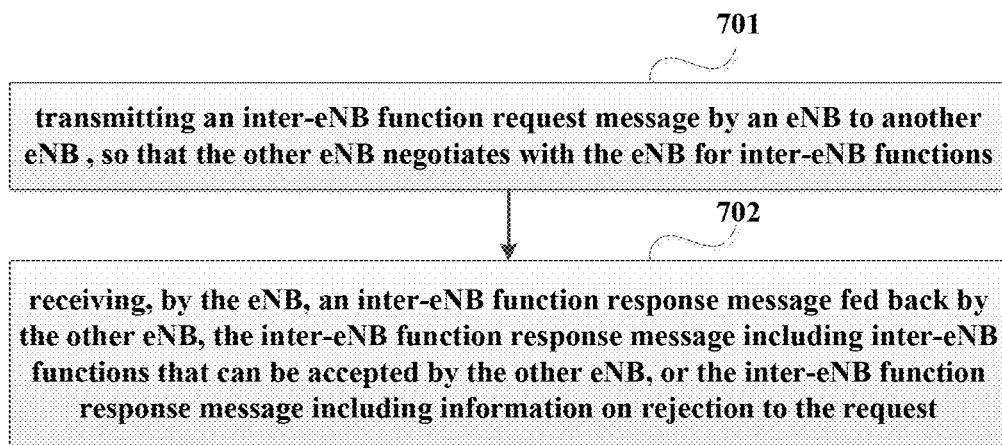 701
transmitting an inter-eNB function request message by an eNB to another
eNB , so that the other eNB negotiates with the eNB for inter-eNB functions
702
receiving, by the eNB, an inter-eNB function response message fed back by
the other eNB, the inter-eNB function response message including inter-eNB
functions that can be accepted by the other eNB, or the inter-eNB function
response message including information on rejection to the request